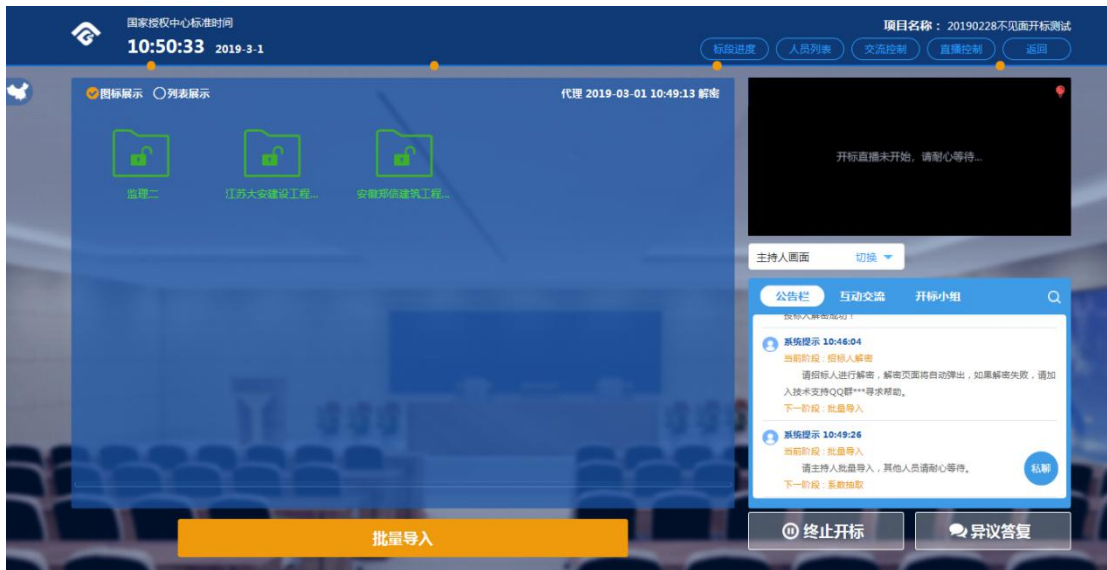 国家授权中心标准时间
10:50:33 2019-3-1
项目名称： 20190228不见面开标测试
标段进度 人员列表 交流控制 直播控制 返回
图标展示 列表展示
代理 2019-03-01 10:49:13 解密
监理二 江苏大安建设工程... 安徽郑信建筑工程...
开标直播未开始，请耐心等待...
主持人画面 切换
公告栏 互动交流 开标小组
投标人解密成功！
系统提示 10:46:04
当前阶段：招标人解密
请招标人进行解密，解密页面将自动弹出，如果解密失败，请加
入技术支持QQ群***寻求帮助。
下一阶段：批量导入
系统提示 10:49:26
当前阶段：批量导入
请主持人批量导入，其他人员请耐心等待。
下一阶段：系数抽取
私聊
批量导入
终止开标 异议答复